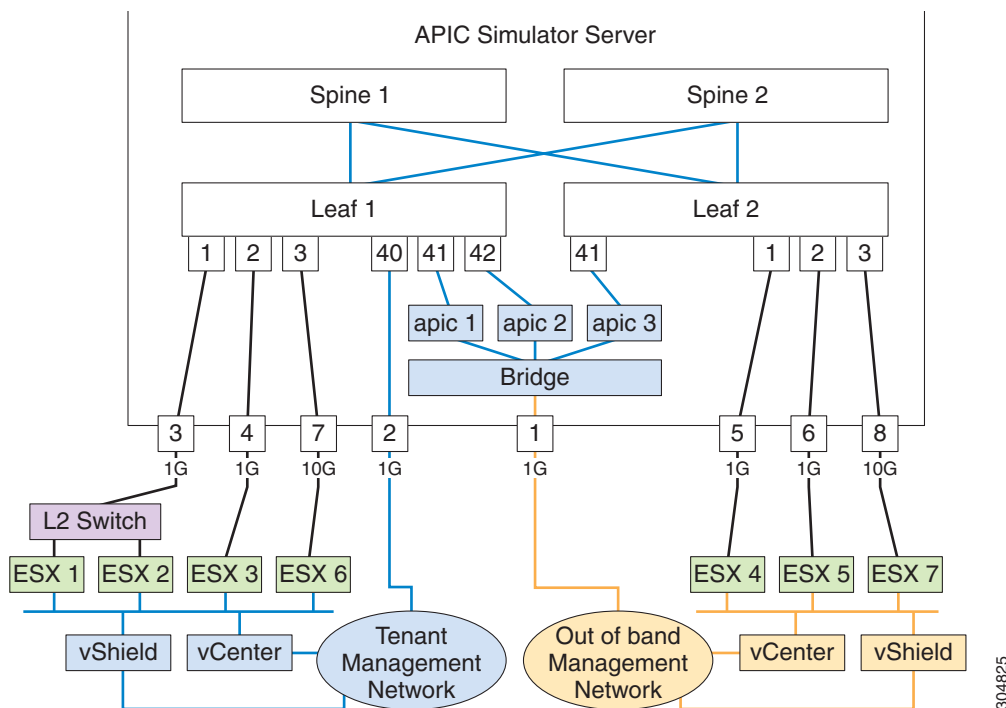 APIC Simulator Server
Spine 1
Spine 2
Leaf 1
Leaf 2
1
2
3
40
41
42
41
1
2
3
apic 1
apic 2
apic 3
Bridge
3
4
7
2
1
5
6
8
1G
1G
10G
1G
1G
1G
1G
10G
L2 Switch
ESX 1
ESX 2
ESX 3
ESX 6
ESX 4
ESX 5
ESX 7
vShield
vCenter
Tenant
Management
Network
Out of band
Management
Network
vCenter
vShield
304825